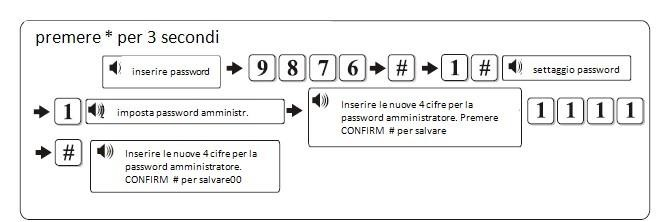 premere * per 3 secondi
inserire password 9 8 7 6 # 1 # settaggio password
1 imposta password amministr. Inserire le nuove 4 cifre per la
password amministratore. Premere
CONFIRM # per salvare
1 1 1 1
# Inserire le nuove 4 cifre per la
password amministratore.
CONFIRM # per salvare00